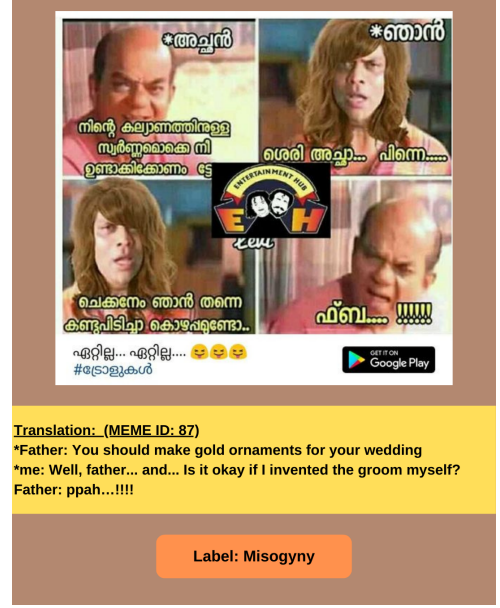 *അച്ഛൻ
*ഞാൻ
നിന്റെ കല്യാണത്തിനുള്ള
സ്വർണ്ണമൊക്കെ നീ
ഉണ്ടാക്കിക്കോണം
ശെരി അച്ഛാ... പിന്നെ.....
ENTERTAINMENT HUB
E H
ചെക്കനേം ഞാൻ തന്നെ
കണ്ടുപിടിച്ചാ കൊഴപ്പമുണ്ടോ..
ഫ്ബ.... !!!!!!
ഏറ്റില്ല... ഏറ്റില്ല.... 😝😝😝
#ട്രോളുകൾ
GET IT ON
Google Play
Translation: (MEME ID: 87)
*Father: You should make gold ornaments for your wedding
*me: Well, father... and... Is it okay if I invented the groom myself?
Father: ppah...!!!!
Label: Misogyny